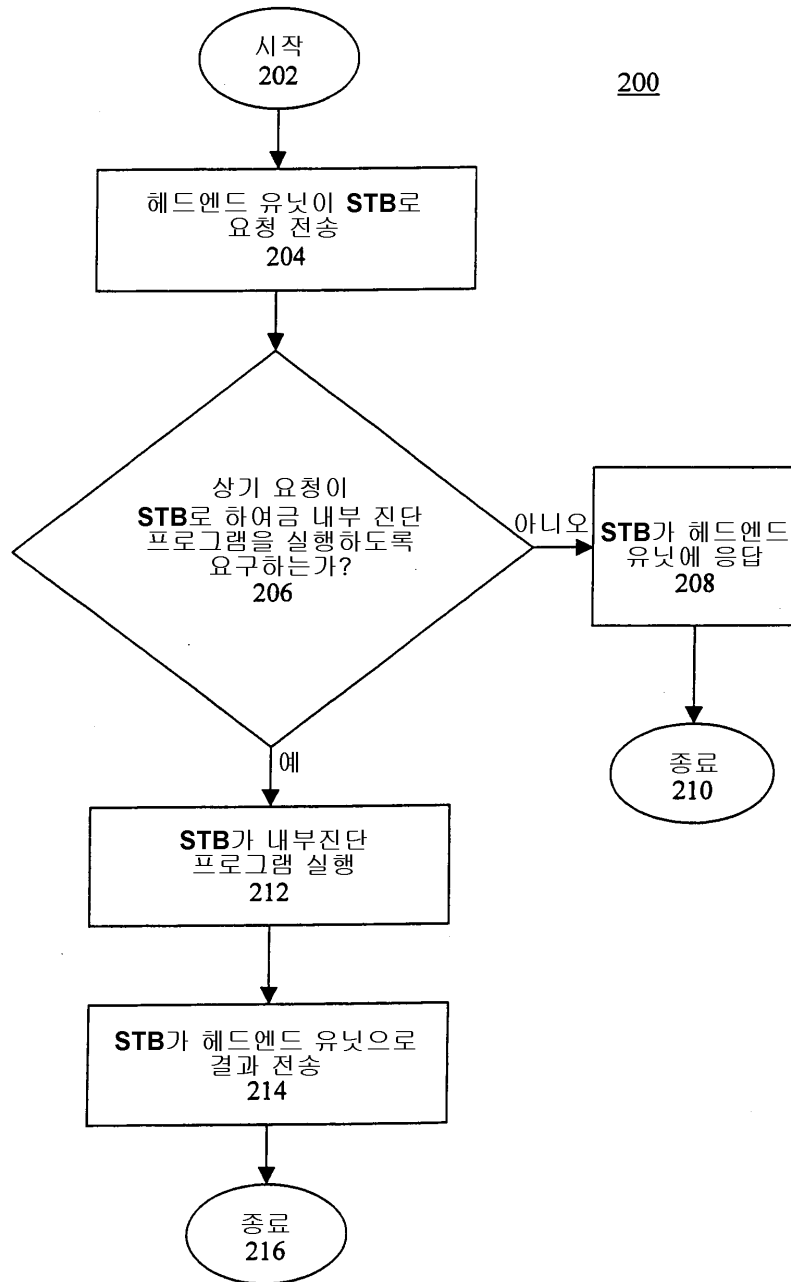 시작
202
200
헤드엔드 유닛이 STB로
요청 전송
204
상기 요청이
STB로 하여금 내부 진단
프로그램을 실행하도록
요구하는가?
206
아니오
STB가 헤드엔드
유닛에 응답
208
종료
210
예
STB가 내부진단
프로그램 실행
212
STB가 헤드엔드 유닛으로
결과 전송
214
종료
216